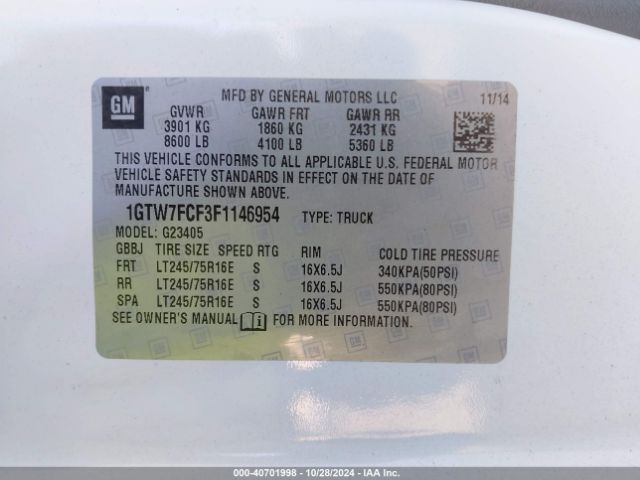 GM
MFD BY GENERAL MOTORS LLC 11/14
GVWR GAWR FRT GAWR RR
3901 KG 1860 KG 2431 KG
8600 LB 4100 LB 5360 LB
THIS VEHICLE CONFORMS TO ALL APPLICABLE U.S. FEDERAL MOTOR
VEHICLE SAFETY STANDARDS IN EFFECT ON THE DATE OF
MANUFACTURE SHOWN ABOVE.
1GTW7FCF3F1146954 TYPE: TRUCK
MODEL: G23405
GBBJ TIRE SIZE SPEED RTG RIM COLD TIRE PRESSURE
FRT LT245/75R16E S 16X6.5J 340KPA(50PSI)
RR LT245/75R16E S 16X6.5J 550KPA(80PSI)
SPA LT245/75R16E S 16X6.5J 550KPA(80PSI)
SEE OWNER'S MANUAL FOR MORE INFORMATION.
000-40701998 - 10/28/2024 - IAAI.com